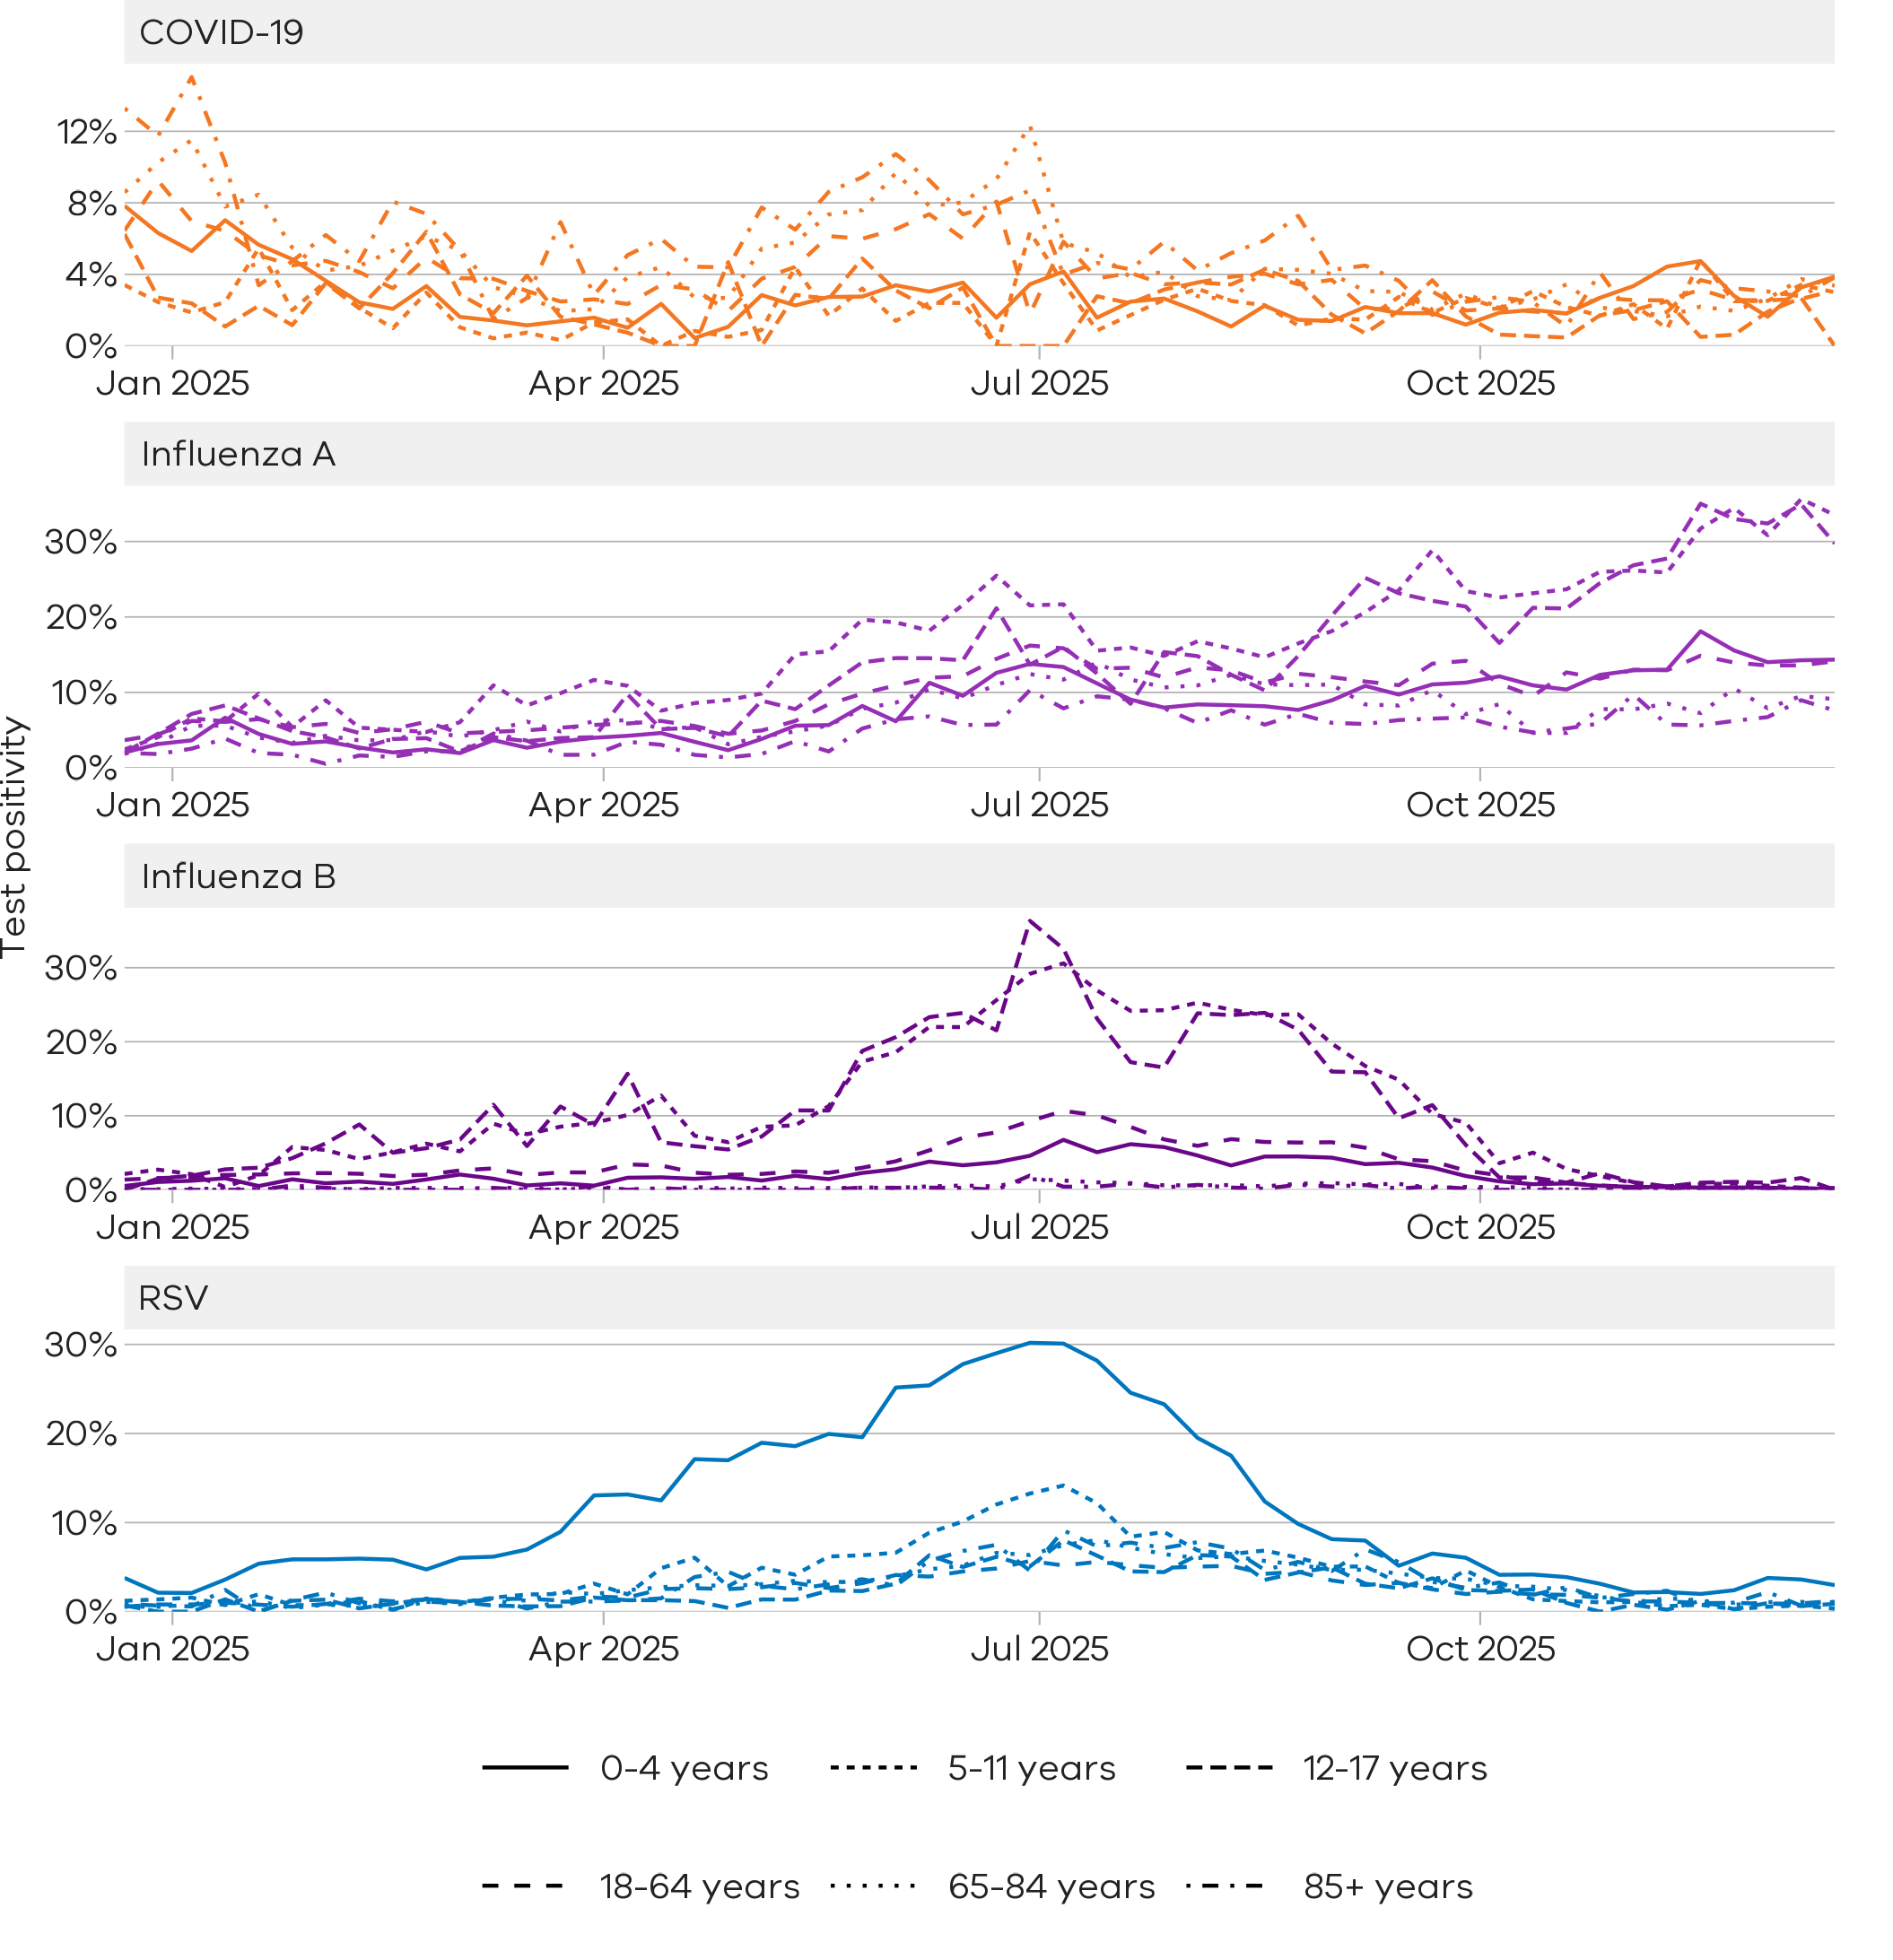 COVID-19
12%
8%
4%
0%
Jan 2025 Apr 2025 Jul 2025 Oct 2025
Influenza A
30%
20%
10%
0%
Jan 2025 Apr 2025 Jul 2025 Oct 2025
Test positivity
Influenza B
30%
20%
10%
0%
Jan 2025 Apr 2025 Jul 2025 Oct 2025
RSV
30%
20%
10%
0%
Jan 2025 Apr 2025 Jul 2025 Oct 2025
0-4 years 5-11 years 12-17 years
18-64 years 65-84 years 85+ years